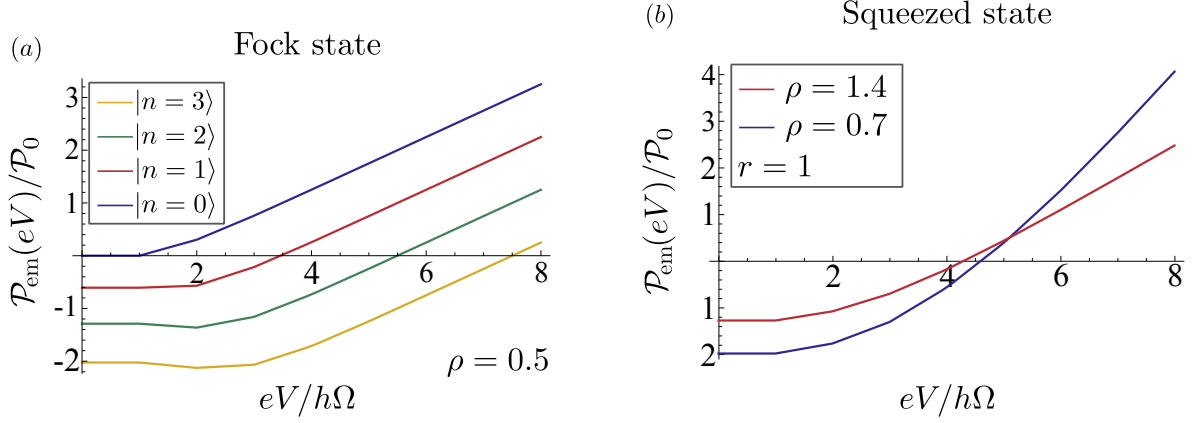 (a)
Fock state
|n = 3⟩
|n = 2⟩
|n = 1⟩
|n = 0⟩
3
2
1
-1
-2
2
4
6
8
𝒫em(eV)/𝒫0
ρ = 0.5
eV/hΩ
(b)
Squeezed state
ρ = 1.4
ρ = 0.7
r = 1
4
3
2
1
1
2
2
4
6
8
𝒫em(eV)/𝒫0
eV/hΩ